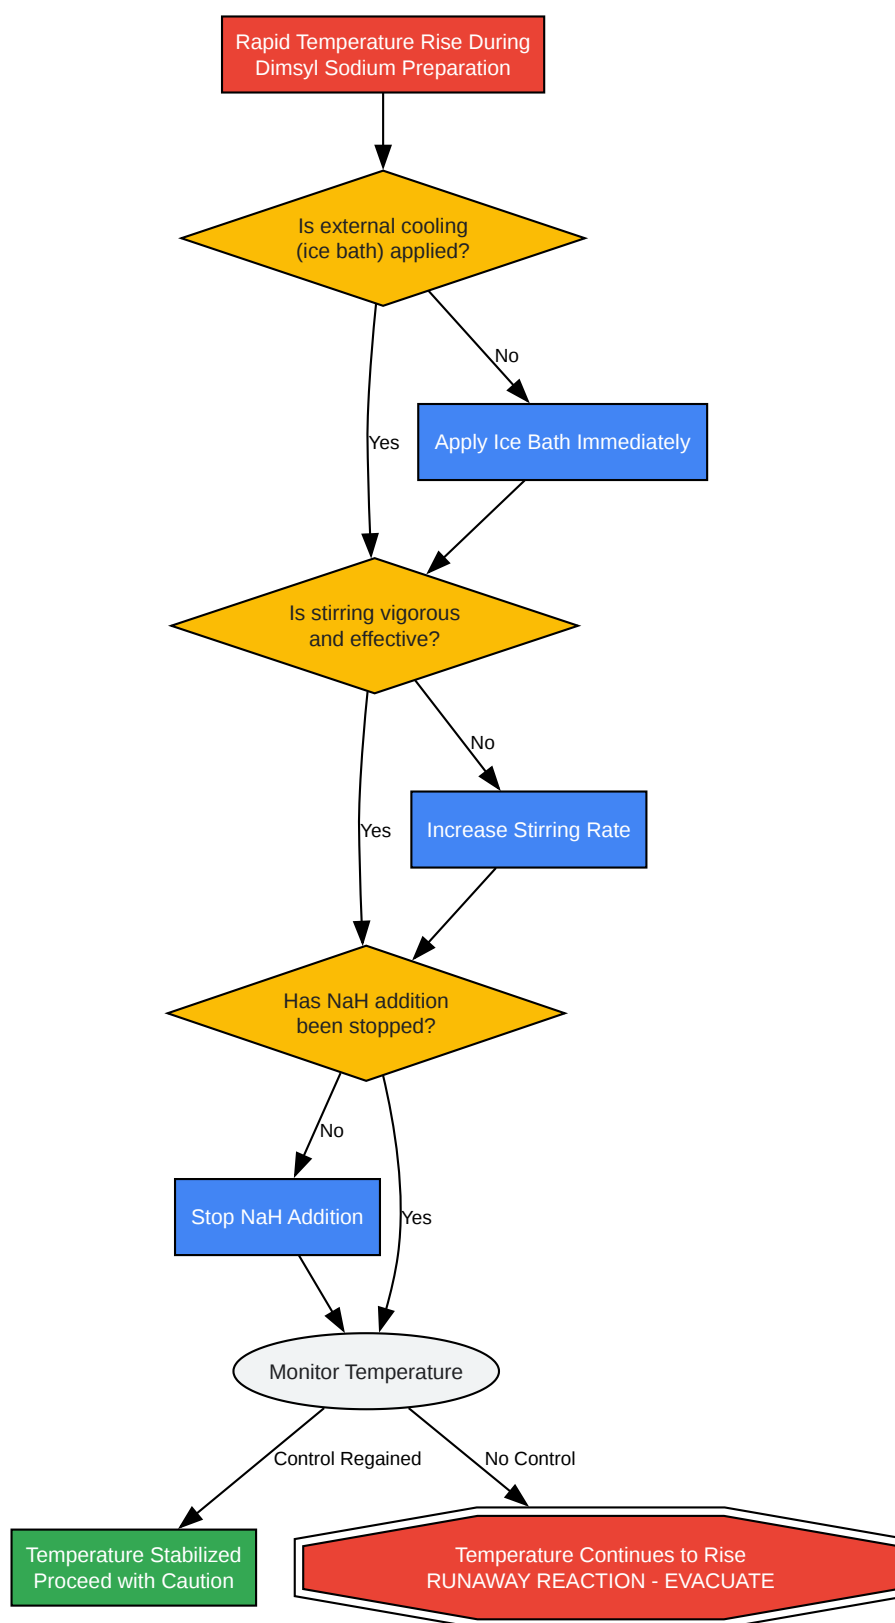 Rapid Temperature Rise During
Dimsyl Sodium Preparation
Is external cooling
(ice bath) applied?
No
Yes
Apply Ice Bath Immediately
Is stirring vigorous
and effective?
No
Yes
Increase Stirring Rate
Has NaH addition
been stopped?
No
Stop NaH Addition
Yes
Monitor Temperature
Control Regained
No Control
Temperature Stabilized
Proceed with Caution
Temperature Continues to Rise
RUNAWAY REACTION - EVACUATE